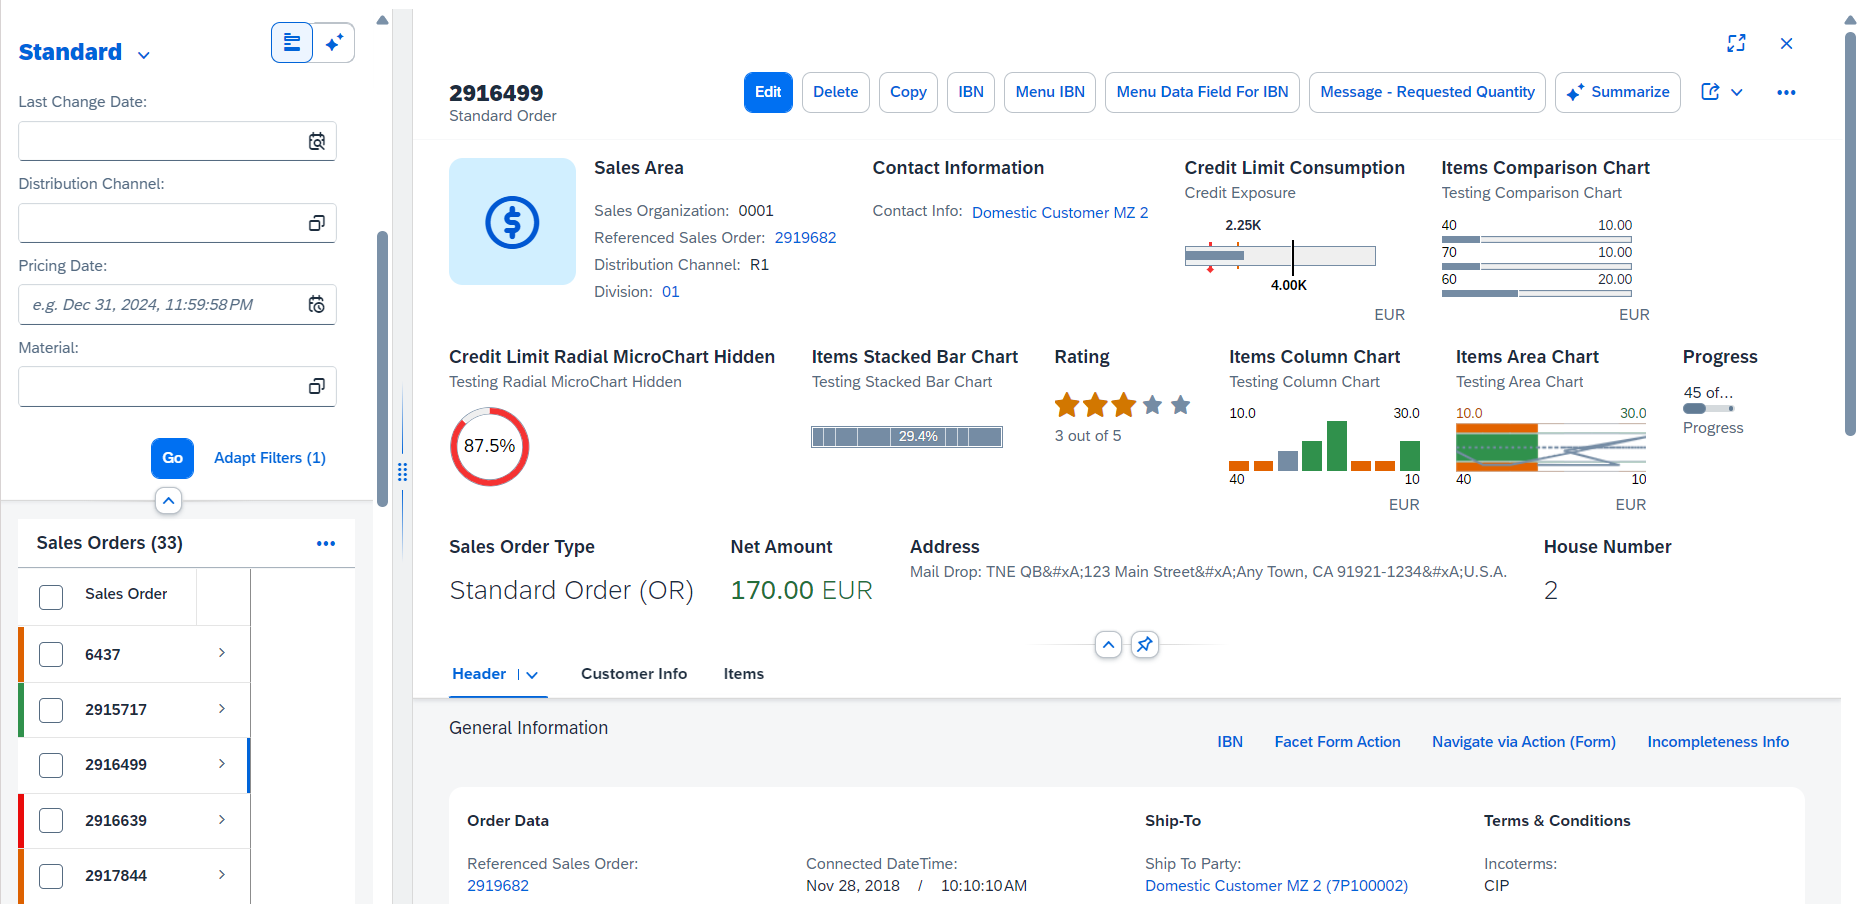 Standard
Last Change Date:
Distribution Channel:
Pricing Date:
e.g. Dec 31, 2024, 11:59:58 PM
Material:
Go
Adapt Filters (1)
Sales Orders (33)
Sales Order
6437
2915717
2916499
2916639
2917844
2916499
Standard Order
Edit
Delete
Copy
IBN
Menu IBN
Menu Data Field For IBN
Message - Requested Quantity
Summarize
Sales Area
Sales Organization: 0001
Referenced Sales Order: 2919682
Distribution Channel: R1
Division: 01
Contact Information
Contact Info: Domestic Customer MZ 2
Credit Limit Consumption
Credit Exposure
2.25K
4.00K
EUR
Items Comparison Chart
Testing Comparison Chart
40 10.00
70 10.00
60 20.00
EUR
Credit Limit Radial MicroChart Hidden
Testing Radial MicroChart Hidden
87.5%
Items Stacked Bar Chart
Testing Stacked Bar Chart
29.4%
Rating
3 out of 5
Items Column Chart
Testing Column Chart
10.0 30.0
40 10
EUR
Items Area Chart
Testing Area Chart
10.0 30.0
40 10
EUR
Progress
45 of...
Progress
Sales Order Type
Standard Order (OR)
Net Amount
170.00 EUR
Address
Mail Drop: TNE QB&#xA;123 Main Street&#xA;Any Town, CA 91921-1234&#xA;U.S.A.
House Number
2
Header
Customer Info
Items
General Information
IBN
Facet Form Action
Navigate via Action (Form)
Incompleteness Info
Order Data
Referenced Sales Order:
2919682
Connected DateTime:
Nov 28, 2018 / 10:10:10 AM
Ship-To
Ship To Party:
Domestic Customer MZ 2 (7P100002)
Terms & Conditions
Incoterms:
CIP